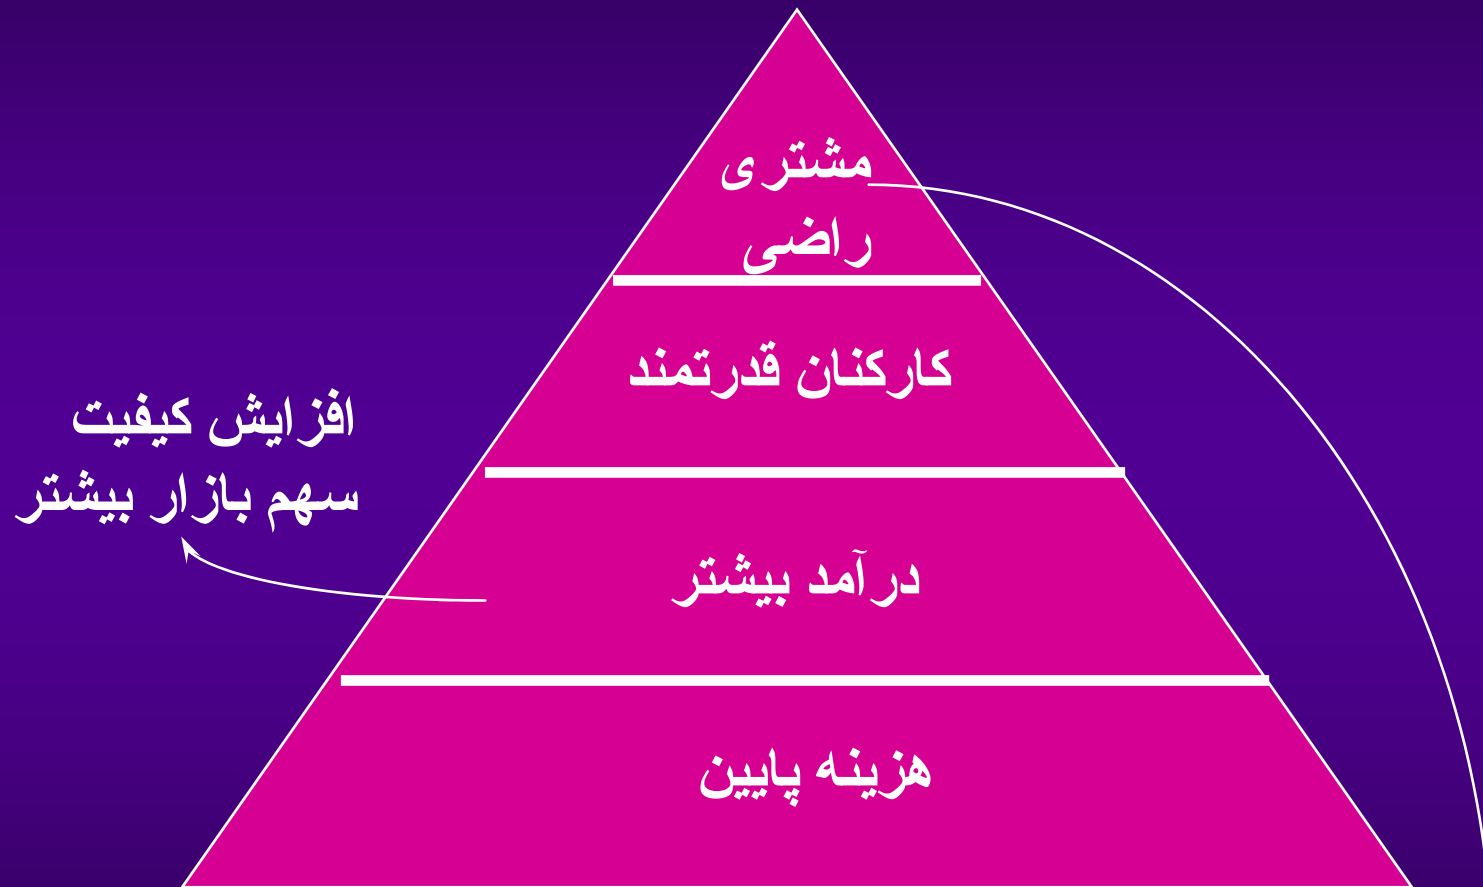 مشتری
راضی
کارکنان قدرتمند
افزایش کیفیت
سهم بازار بیشتر
درآمد بیشتر
هزینه پایین